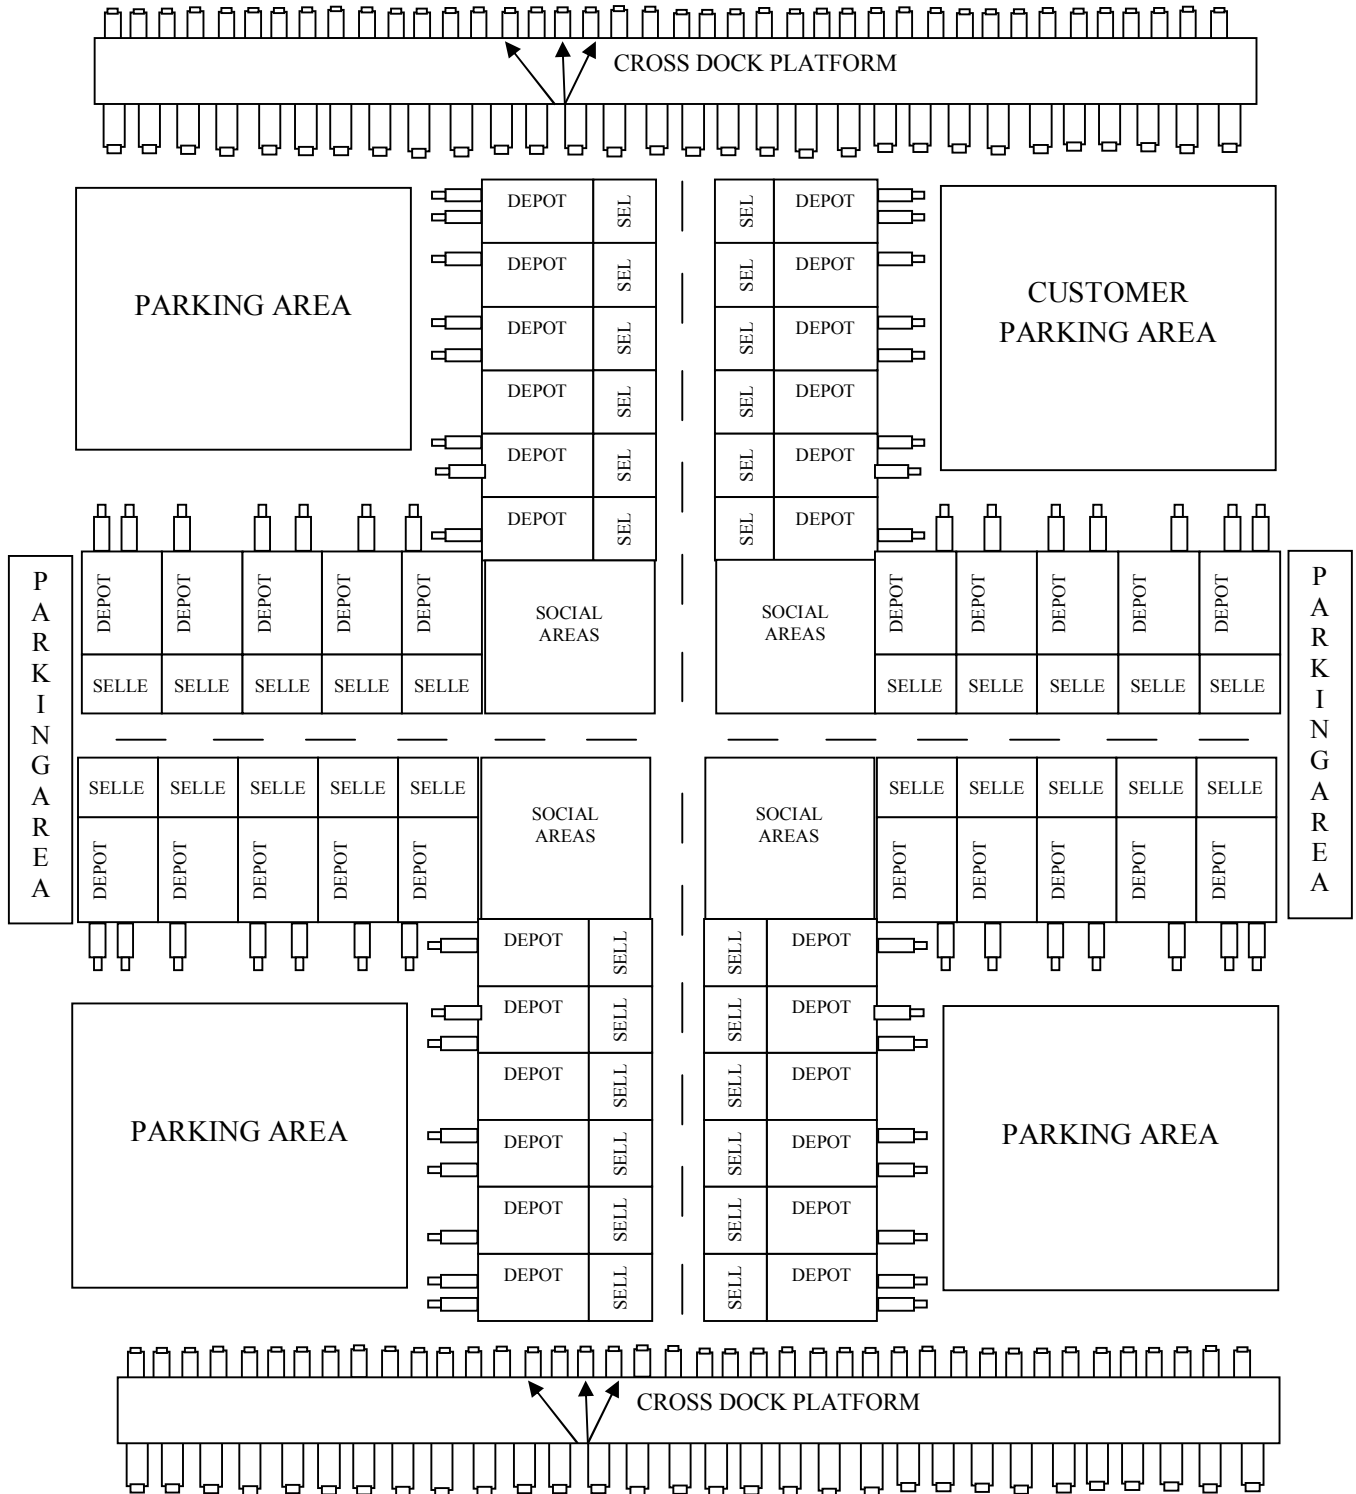 CROSS DOCK PLATFORM
DEPOT SEL SEL DEPOT
DEPOT SEL SEL DEPOT
DEPOT SEL SEL DEPOT
DEPOT SEL SEL DEPOT
DEPOT SEL SEL DEPOT
DEPOT SEL SEL DEPOT
PARKING AREA
CUSTOMER
PARKING AREA
PARKINGAREA
DEPOT DEPOT DEPOT DEPOT DEPOT
SELLE SELLE SELLE SELLE SELLE
SOCIAL
AREAS
SOCIAL
AREAS
DEPOT DEPOT DEPOT DEPOT DEPOT
SELLE SELLE SELLE SELLE SELLE
PARKINGAREA
SELLE SELLE SELLE SELLE SELLE
DEPOT DEPOT DEPOT DEPOT DEPOT
SOCIAL
AREAS
SOCIAL
AREAS
SELLE SELLE SELLE SELLE SELLE
DEPOT DEPOT DEPOT DEPOT DEPOT
DEPOT SELL SELL DEPOT
DEPOT SELL SELL DEPOT
DEPOT SELL SELL DEPOT
DEPOT SELL SELL DEPOT
DEPOT SELL SELL DEPOT
DEPOT SELL SELL DEPOT
PARKING AREA
PARKING AREA
CROSS DOCK PLATFORM